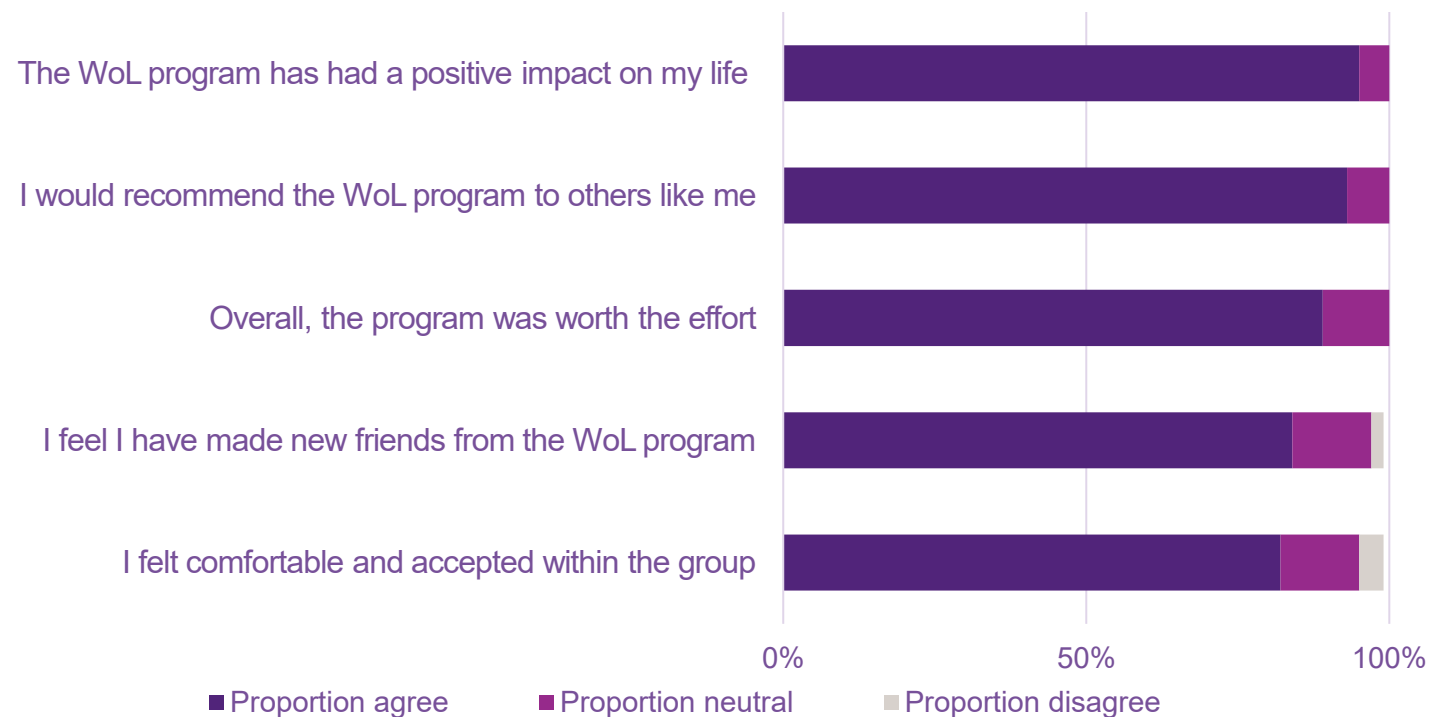 The WoL program has had a positive impact on my life
I would recommend the WoL program to others like me
Overall, the program was worth the effort
I feel I have made new friends from the WoL program
I felt comfortable and accepted within the group
0% 50% 100%
Proportion agree Proportion neutral Proportion disagree